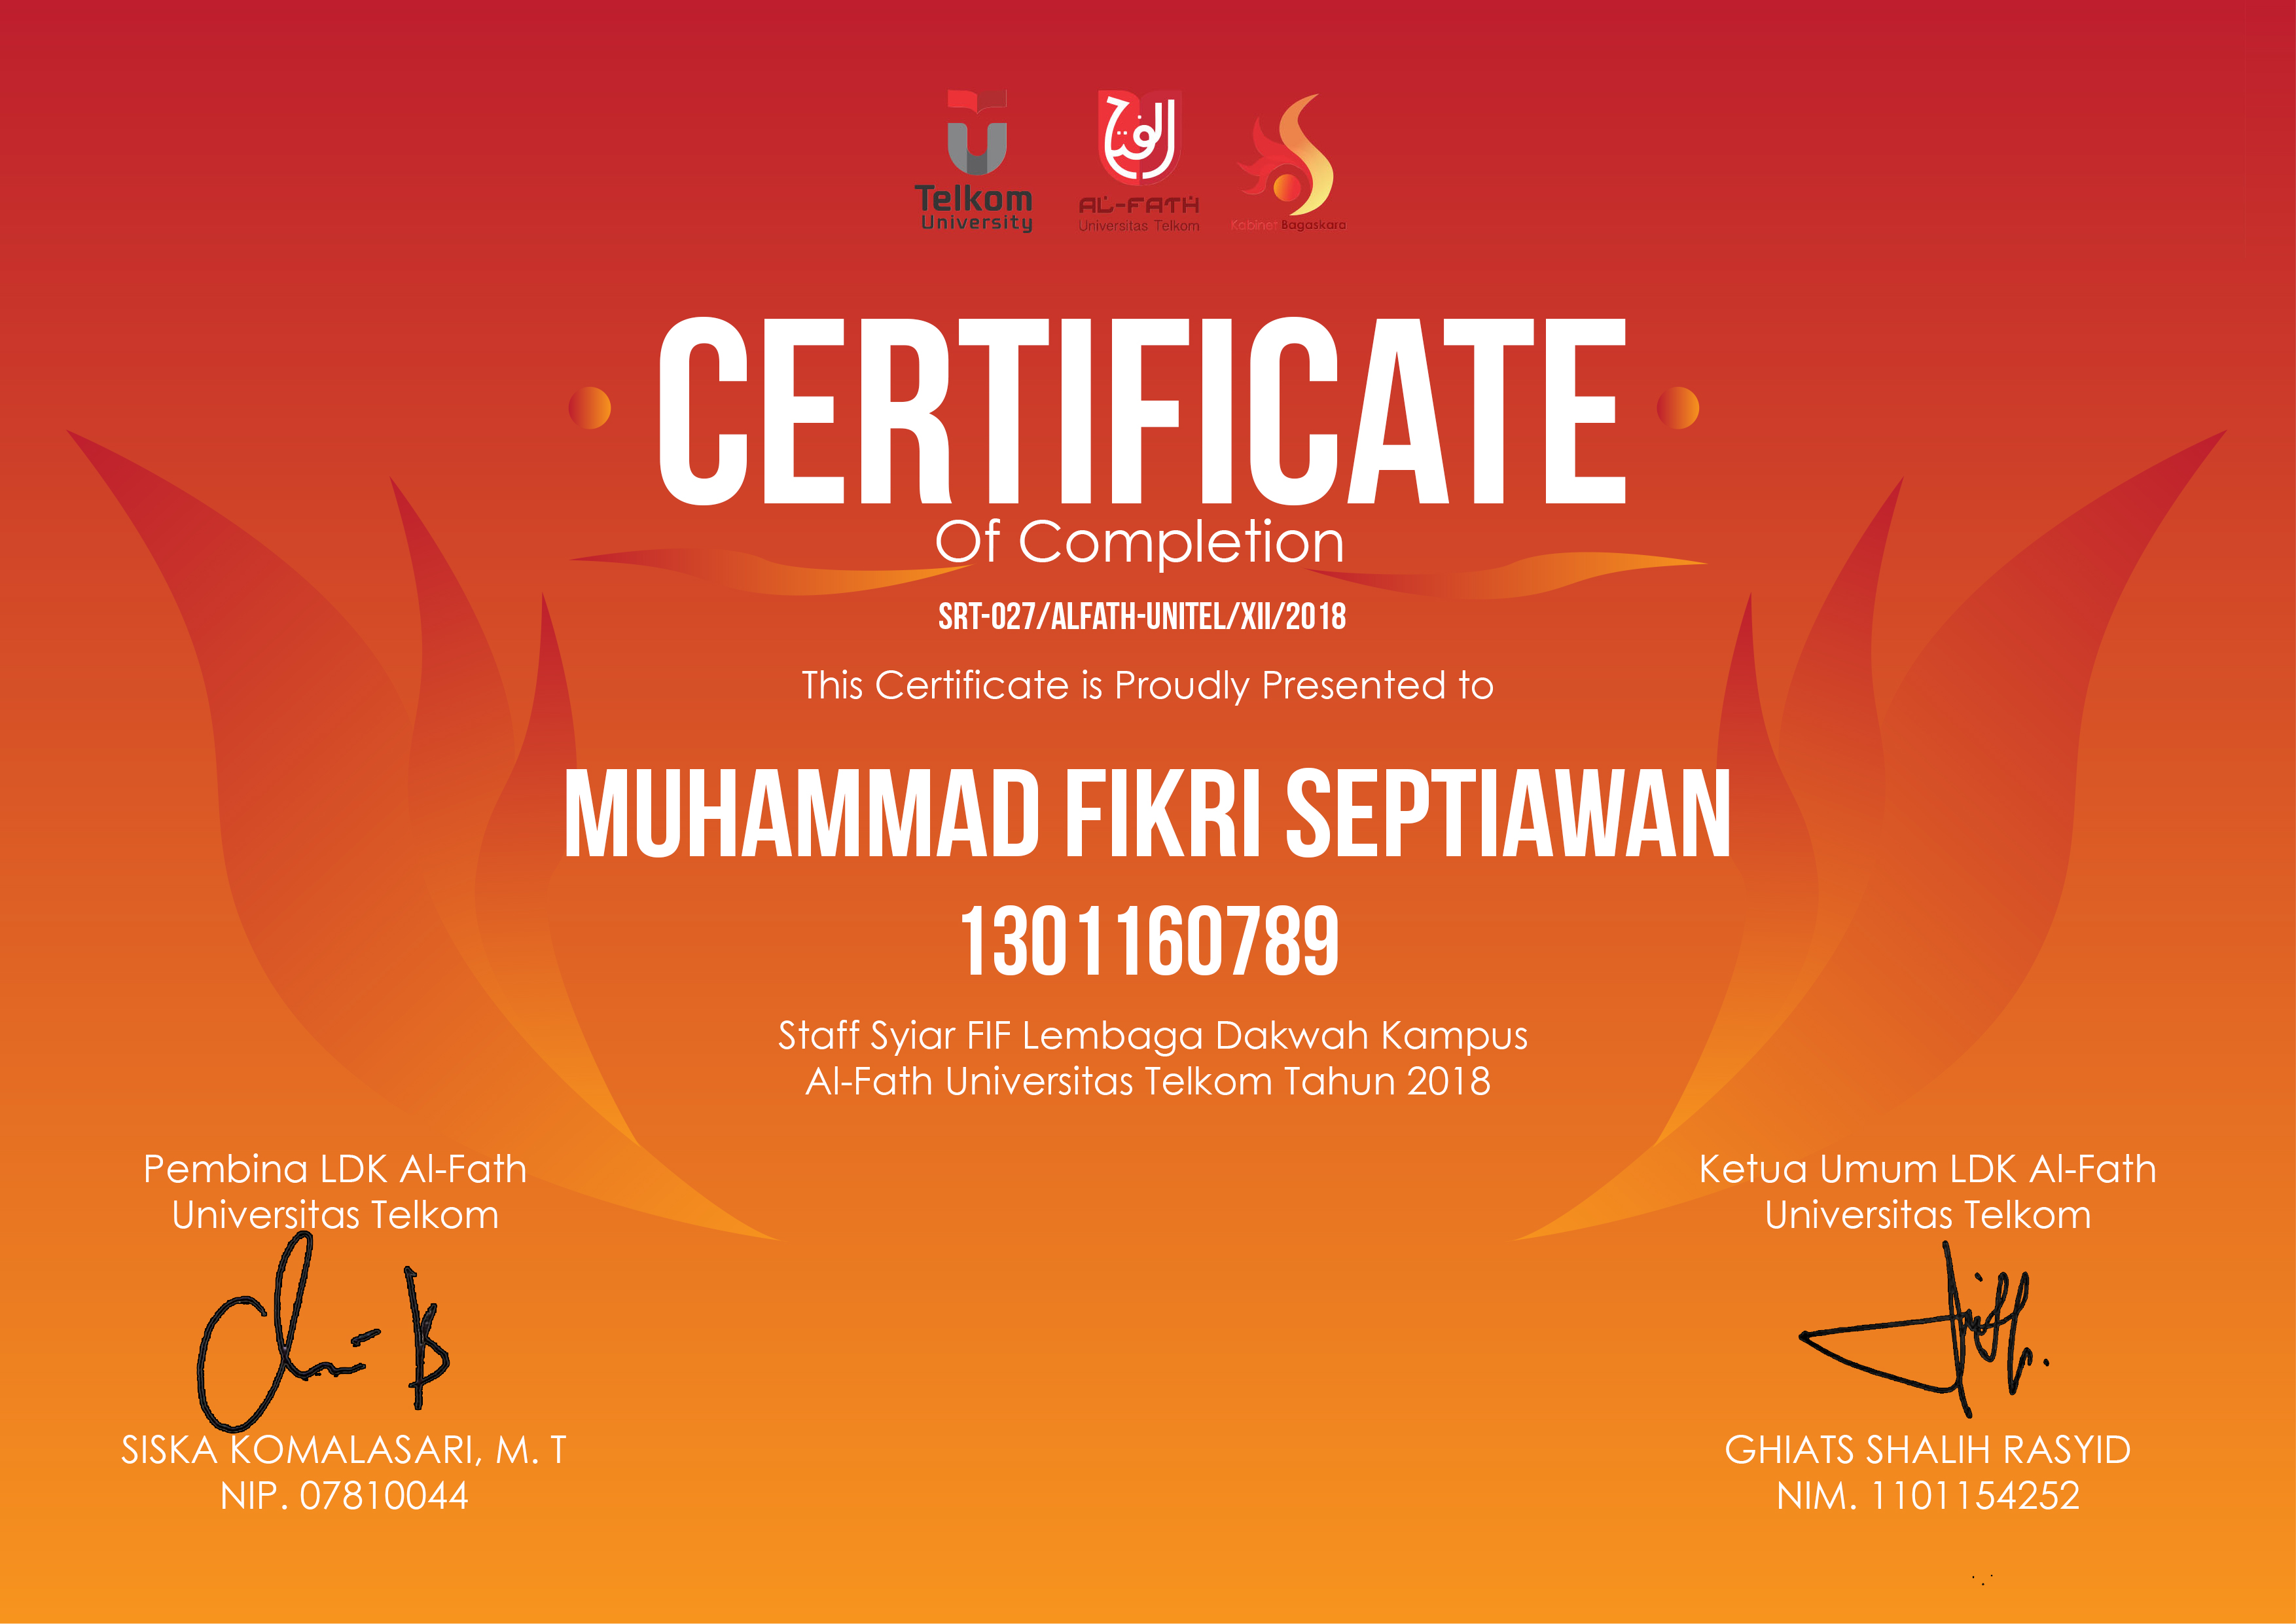 Telkom
University
الفتح
AL-FATH
Universitas Telkom
Kabinet Bagaskara
CERTIFICATE
Of Completion
SRT-027/ALFATH-UNITEL/XII/2018
This Certificate is Proudly Presented to
MUHAMMAD FIKRI SEPTIAWAN
1301160789
Staff Syiar FIF Lembaga Dakwah Kampus
Al-Fath Universitas Telkom Tahun 2018
Pembina LDK Al-Fath
Universitas Telkom
SISKA KOMALASARI, M. T
NIP. 07810044
Ketua Umum LDK Al-Fath
Universitas Telkom
GHIATS SHALIH RASYID
NIM. 1101154252